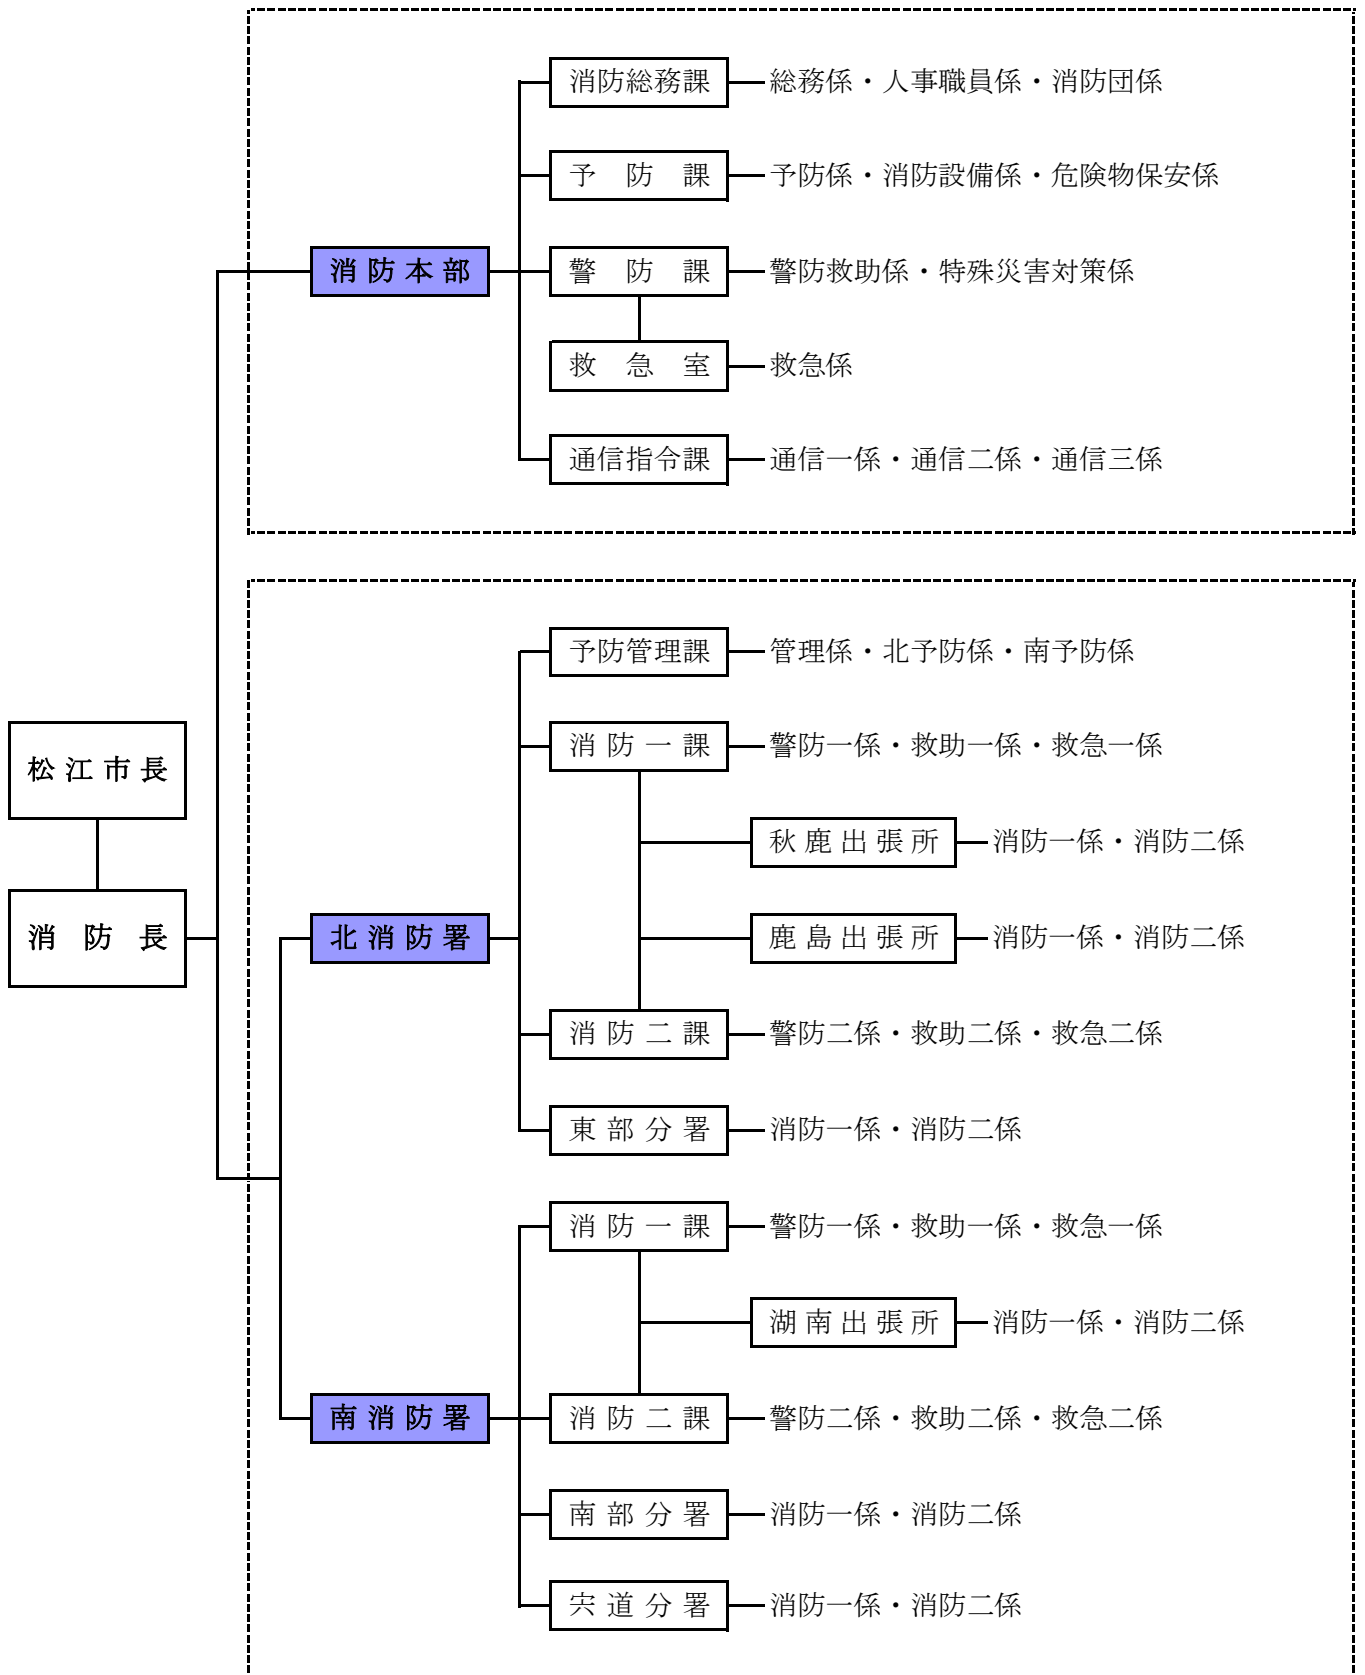 消防総務課 総務係・人事職員係・消防団係
予防課 予防係・消防設備係・危険物保安係
消防本部 警防課 警防救助係・特殊災害対策係
救急室 救急係
通信指令課 通信一係・通信二係・通信三係
予防管理課 管理係・北予防係・南予防係
消防一課 警防一係・救助一係・救急一係
松江市長
秋鹿出張所 消防一係・消防二係
消防長 北消防署 鹿島出張所 消防一係・消防二係
消防二課 警防二係・救助二係・救急二係
東部分署 消防一係・消防二係
消防一課 警防一係・救助一係・救急一係
湖南出張所 消防一係・消防二係
南消防署 消防二課 警防二係・救助二係・救急二係
南部分署 消防一係・消防二係
宍道分署 消防一係・消防二係